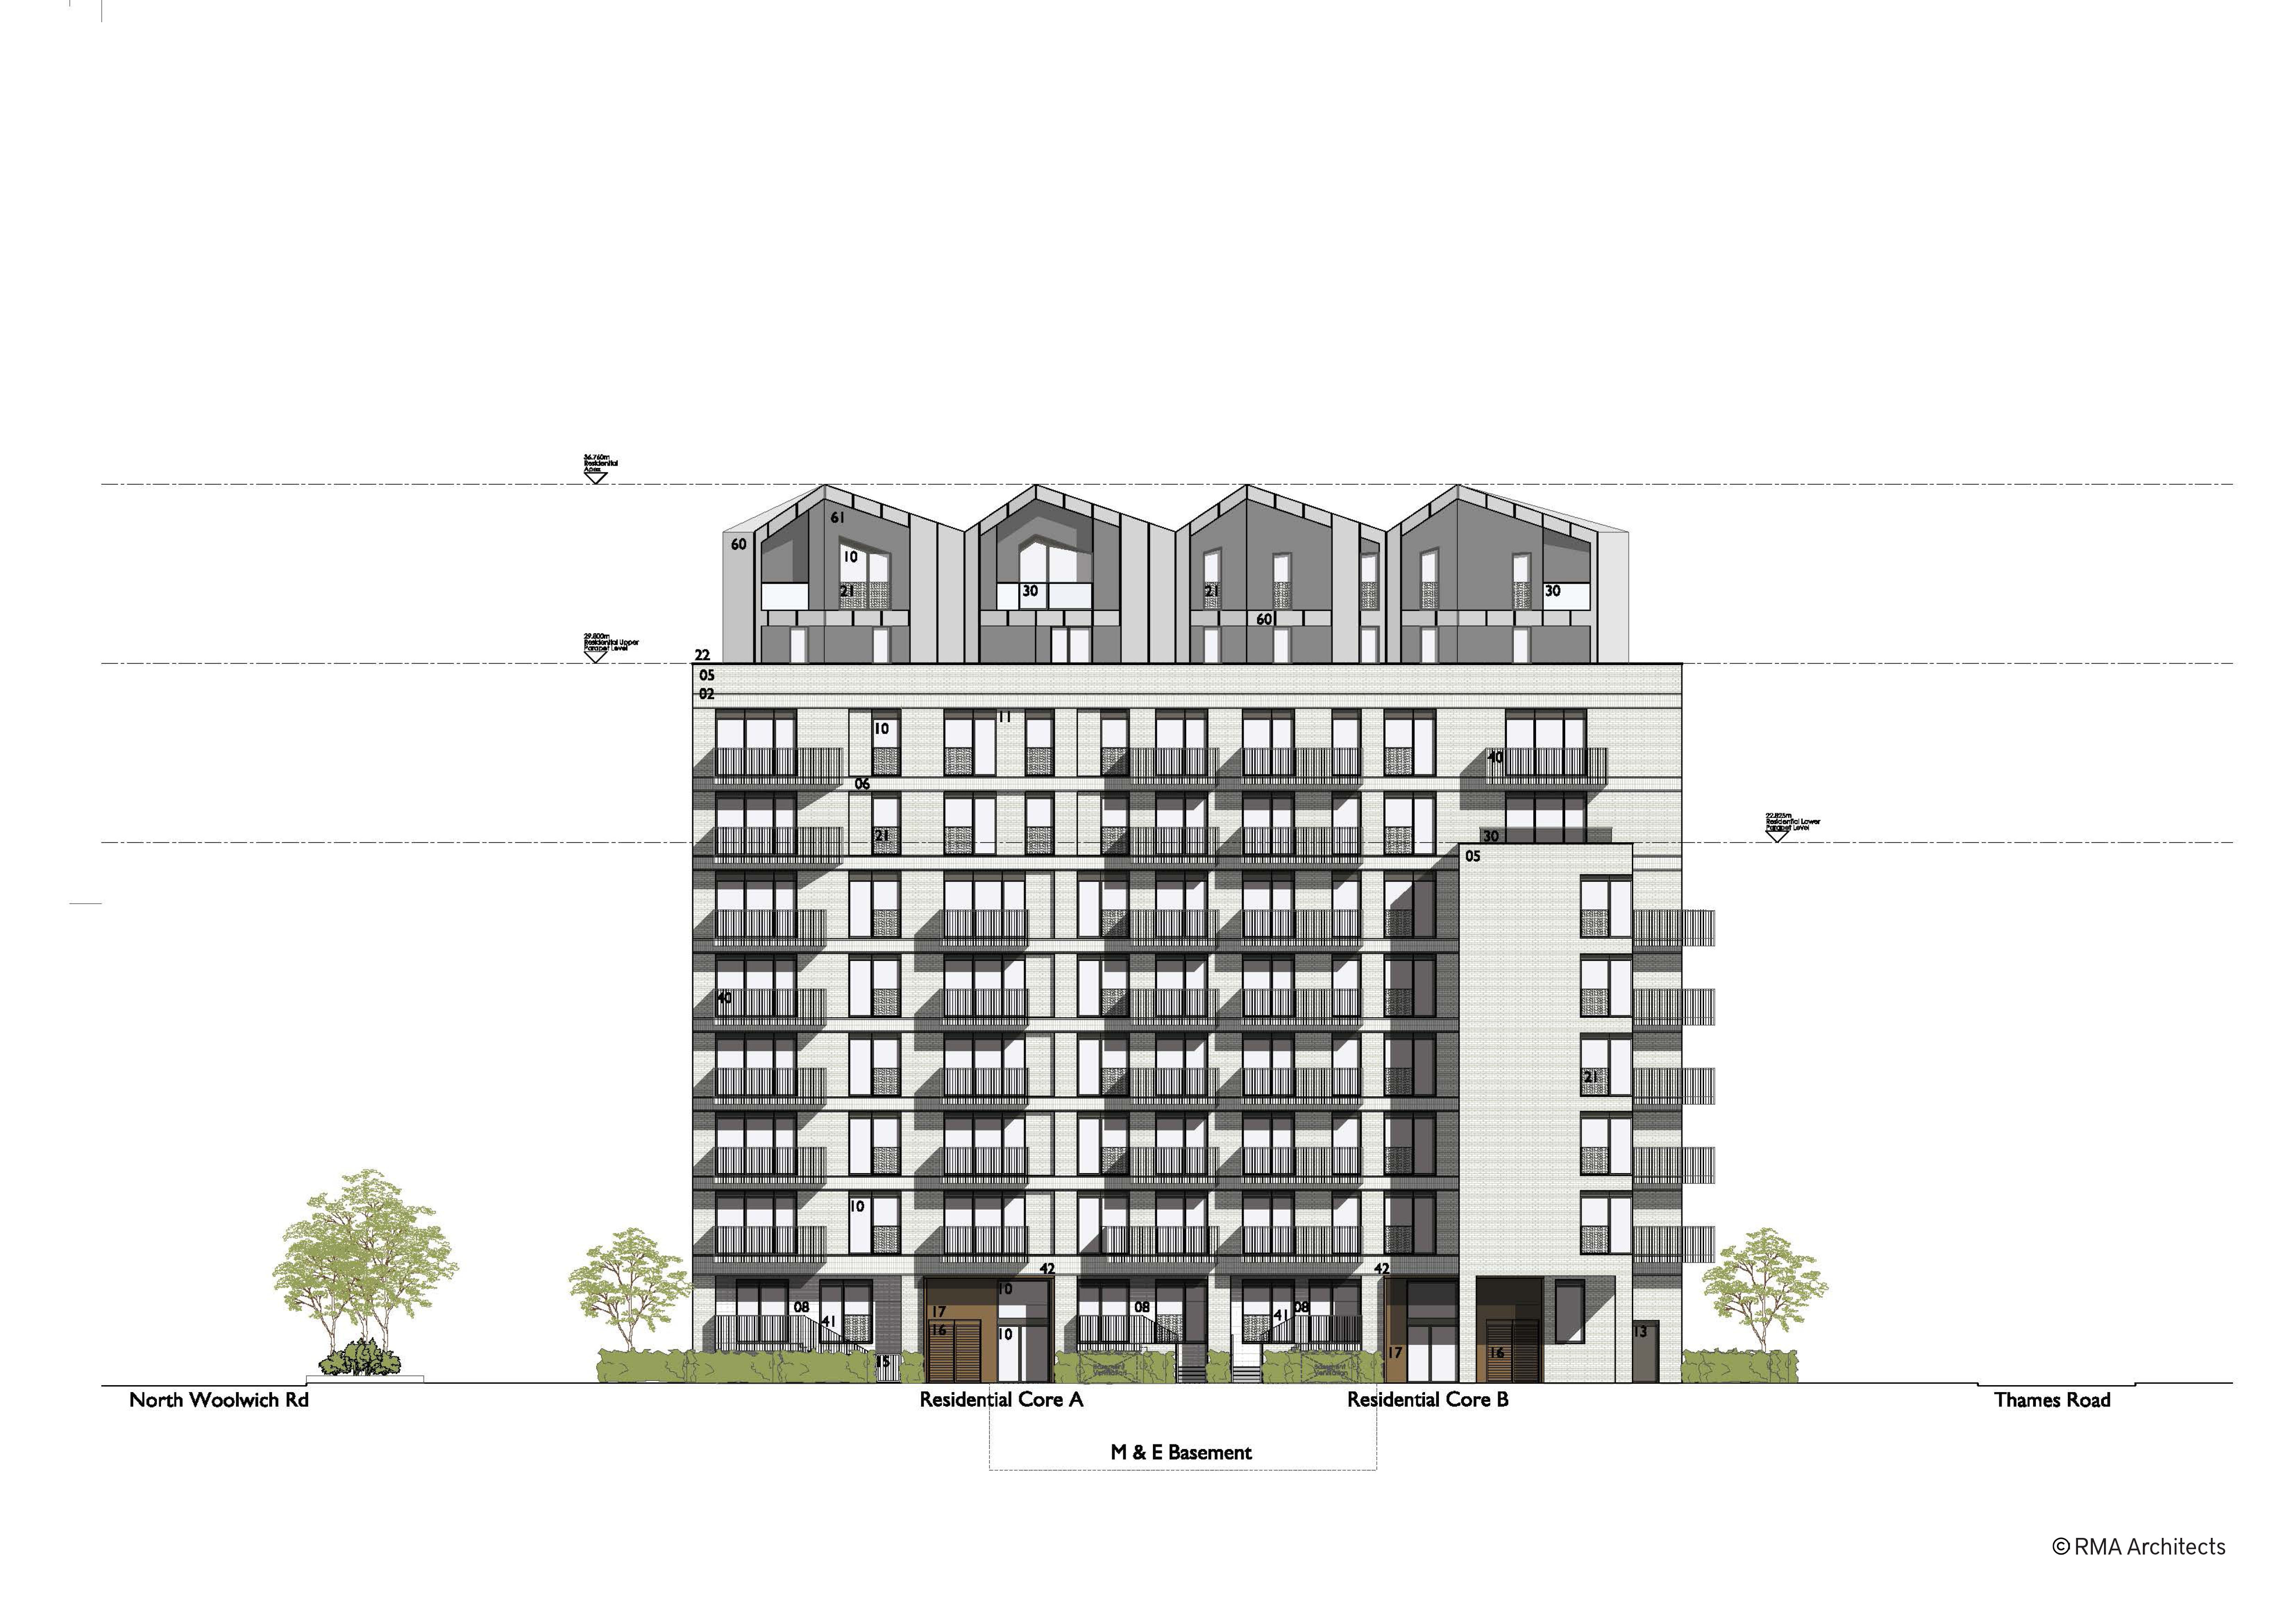 36.760m
Residential
Apex
61
60
10
21
30
21
30
60
29.800m
Residential Upper
Parapet Level
22
05
02
11
10
40
06
21
30
22.825m
Residential Lower
Parapet Level
05
40
21
10
42
42
10
08
08
08
17
41
41
16
10
17
16
13
15
Basement
Ventilation
Basement
Ventilation
North Woolwich Rd
Residential Core A
Residential Core B
Thames Road
M & E Basement
© RMA Architects